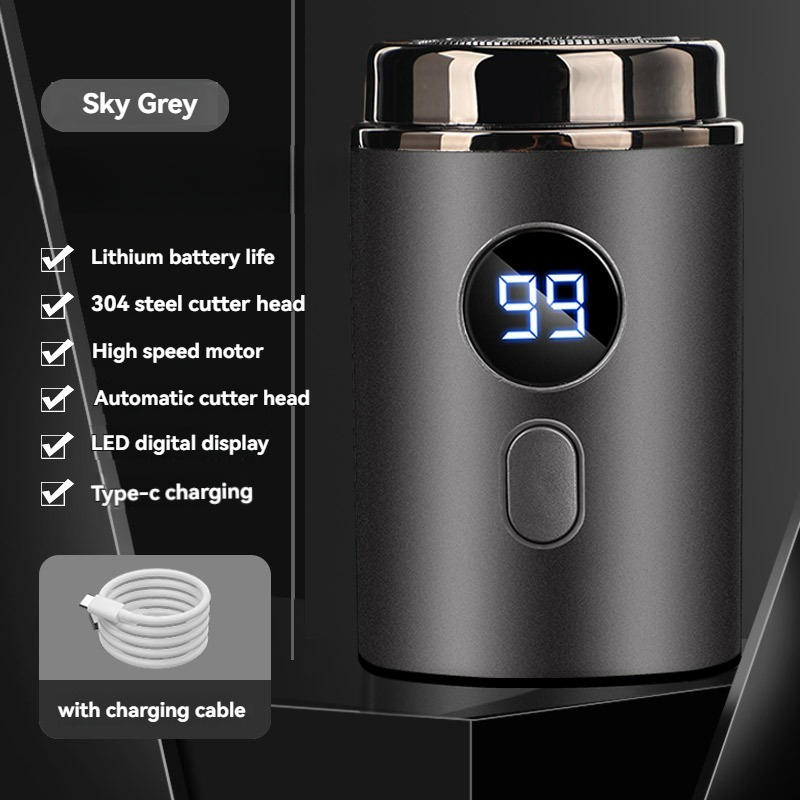 Sky Grey
Lithium battery life
304 steel cutter head
High speed motor
Automatic cutter head
LED digital display
Type-c charging
with charging cable
99